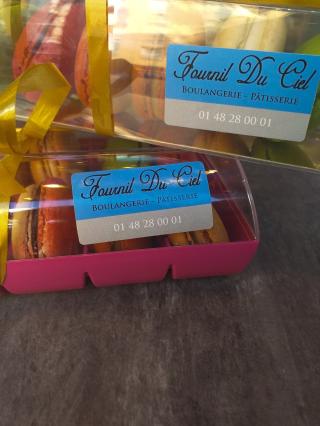 Fournil Du Ciel
BOULANGERIE - PÂTISSERIE
01 48 28 00 01
Fournil Du Ciel
BOULANGERIE - PÂTISSERIE
01 48 28 00 01